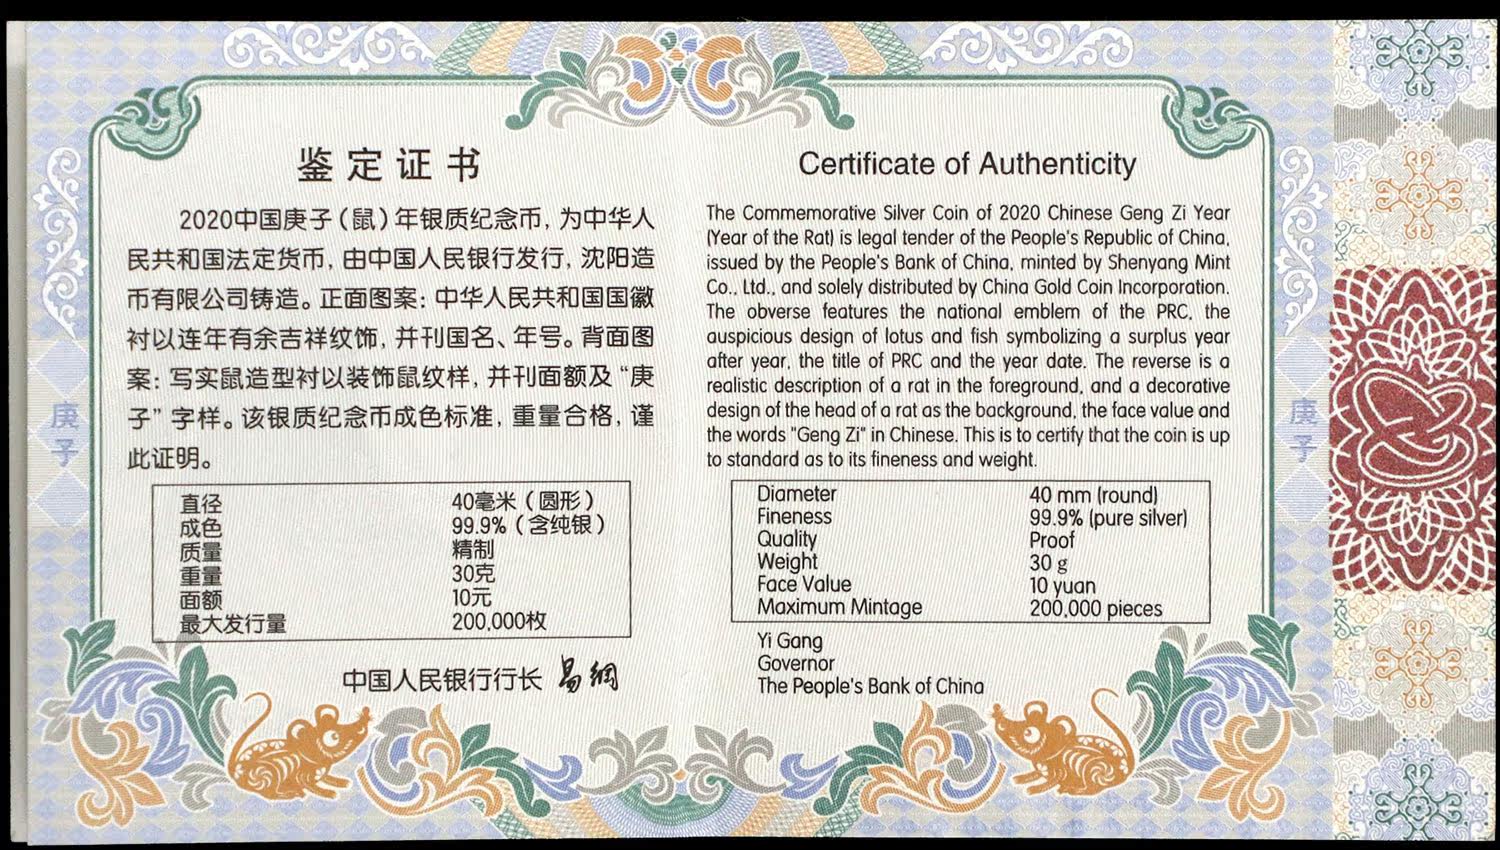 鉴定证书
2020中国庚子（鼠）年银质纪念币，为中华人
民共和国法定货币，由中国人民银行发行，沈阳造
币有限公司铸造。正面图案：中华人民共和国国徽
衬以连年有余吉祥纹饰，并刊国名、年号。背面图
案：写实鼠造型衬以装饰鼠纹样，并刊面额及“庚
子”字样。该银质纪念币成色标准，重量合格，谨
此证明。
直径 40毫米（圆形）
成色 99.9%（含纯银）
质量 精制
重量 30克
面额 10元
最大发行量 200,000枚
中国人民银行行长 易纲
Certificate of Authenticity
The Commemorative Silver Coin of 2020 Chinese Geng Zi Year
(Year of the Rat) is legal tender of the People's Republic of China,
issued by the People's Bank of China, minted by Shenyang Mint
Co., Ltd., and solely distributed by China Gold Coin Incorporation.
The obverse features the national emblem of the PRC, the
auspicious design of lotus and fish symbolizing a surplus year
after year, the title of PRC and the year date. The reverse is a
realistic description of a rat in the foreground, and a decorative
design of the head of a rat as the background, the face value and
the words "Geng Zi" in Chinese. This is to certify that the coin is up
to standard as to its fineness and weight.
Diameter 40 mm (round)
Fineness 99.9% (pure silver)
Quality Proof
Weight 30 g
Face Value 10 yuan
Maximum Mintage 200,000 pieces
Yi Gang
Governor
The People's Bank of China
庚子
庚子